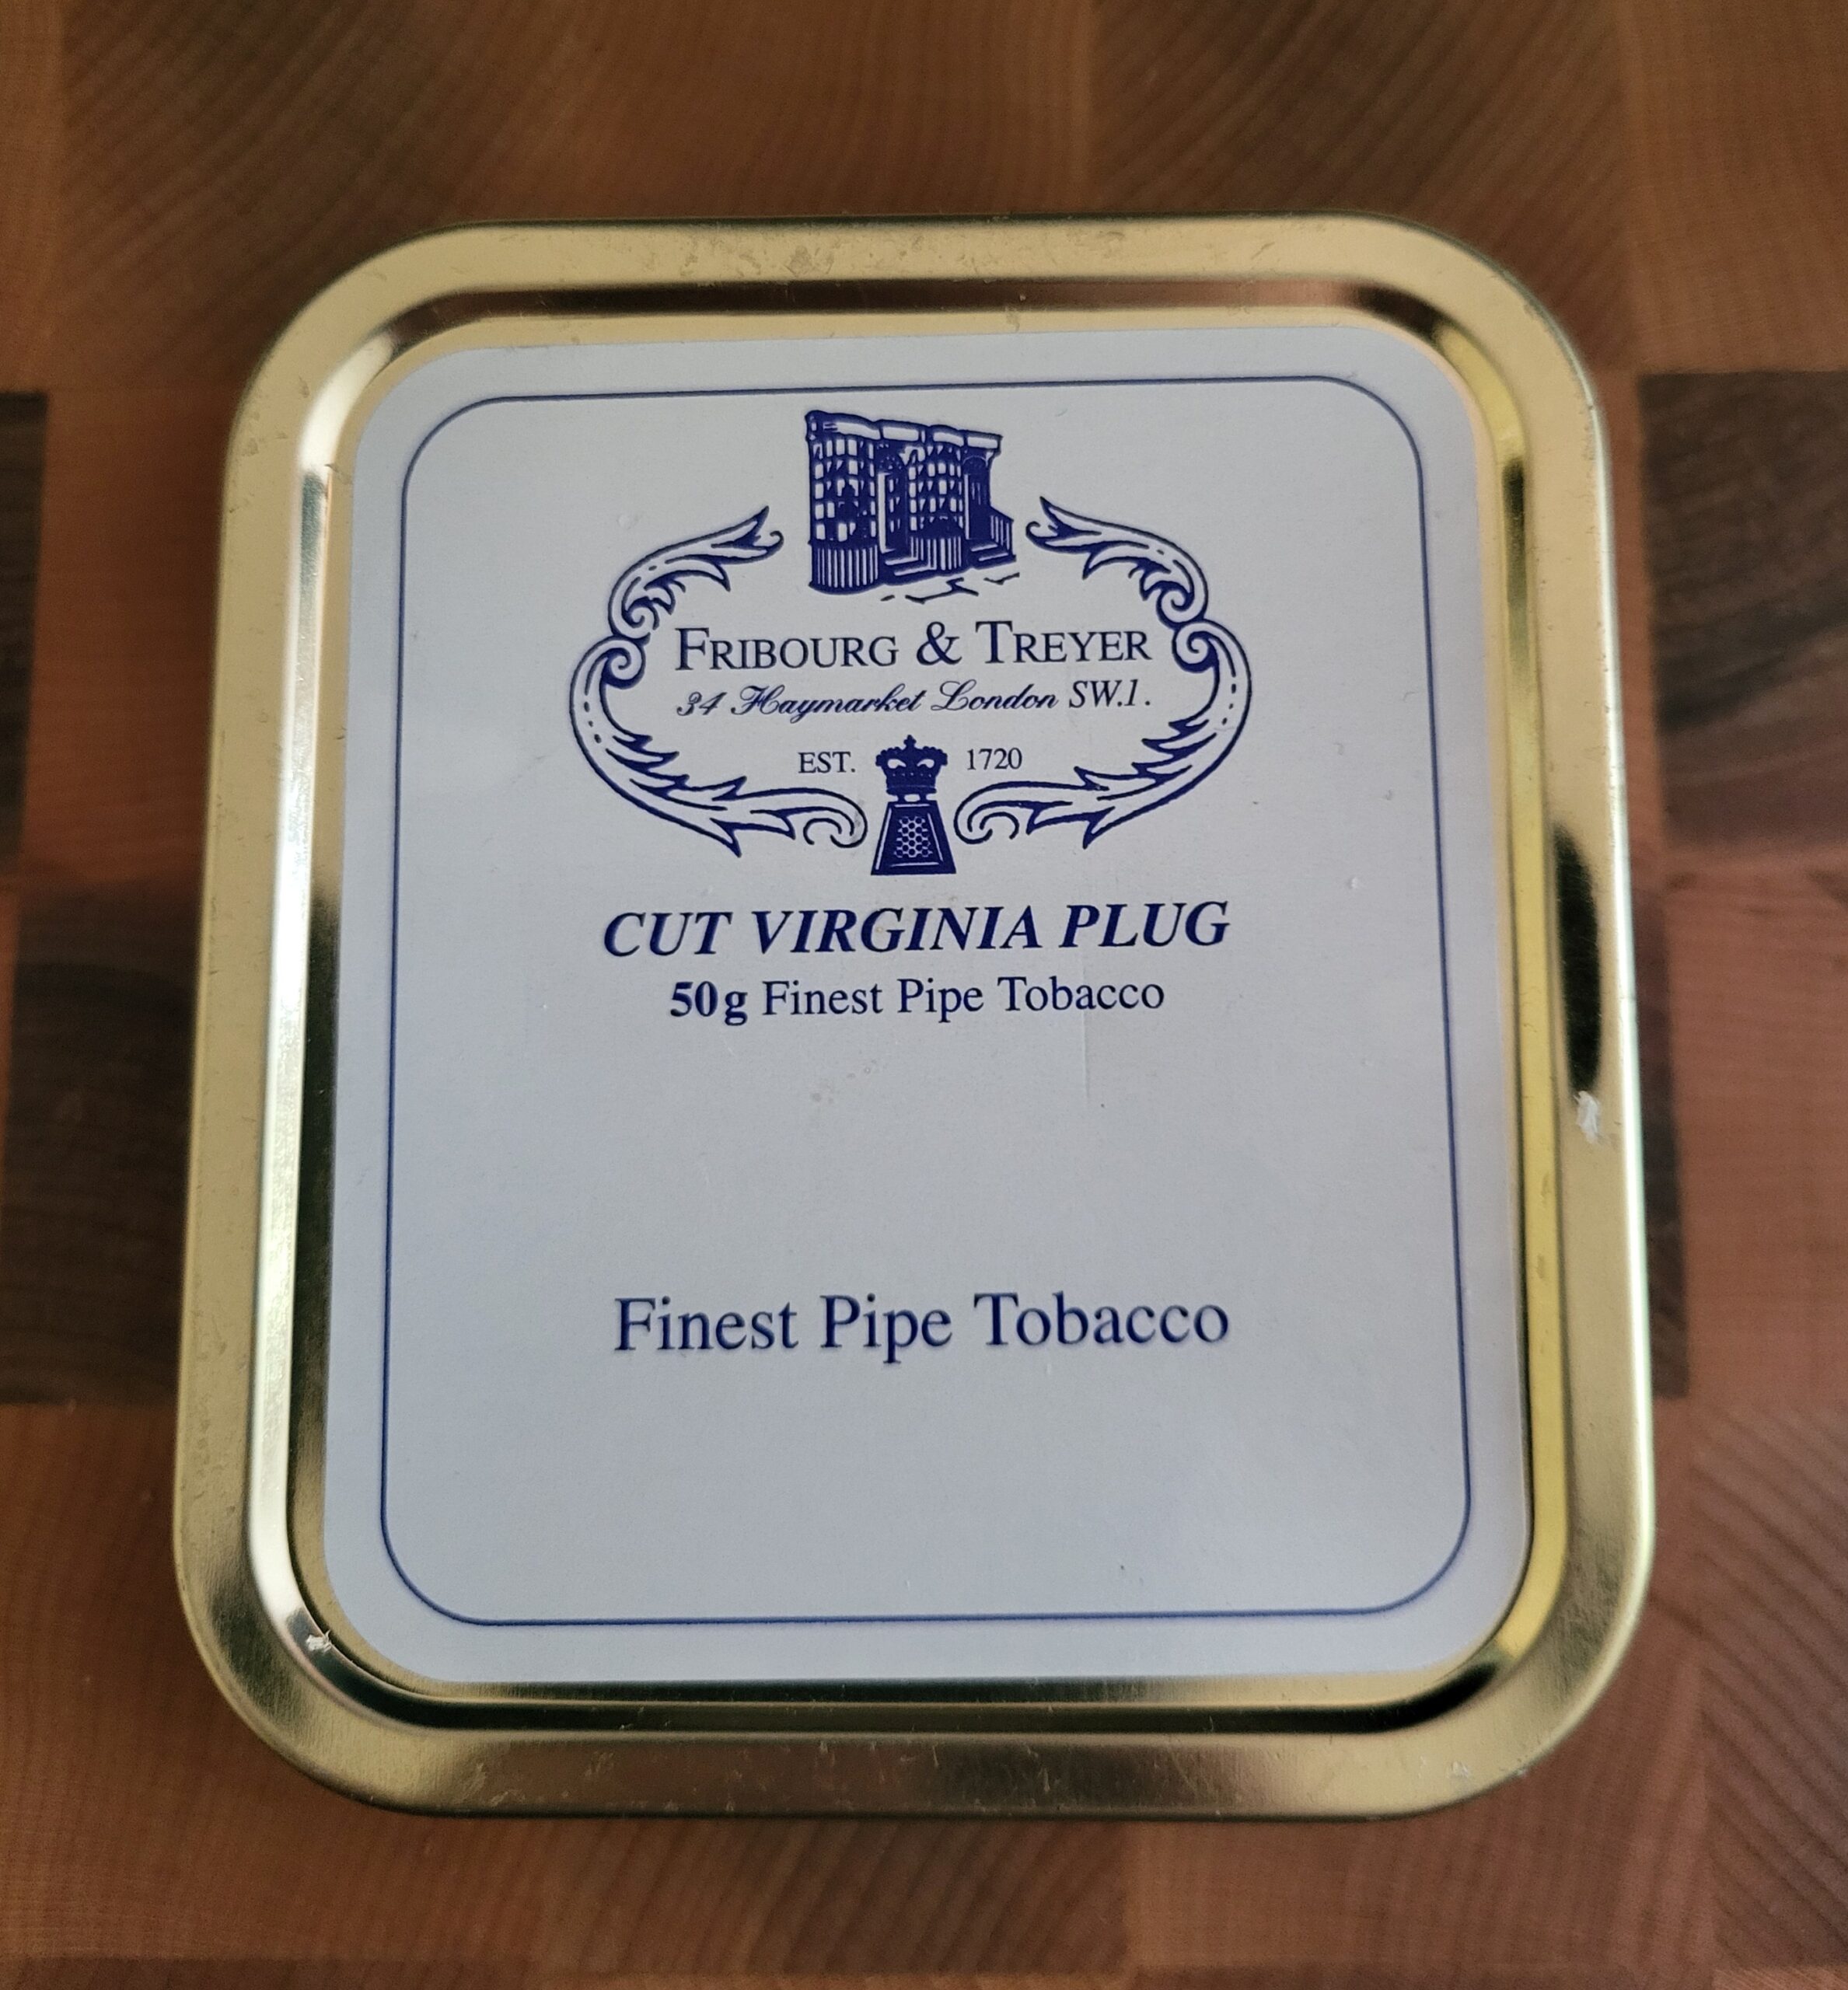 FRIBOURG & TREYER
34 Haymarket London SW.1.
EST. 1720
CUT VIRGINIA PLUG
50g Finest Pipe Tobacco
Finest Pipe Tobacco